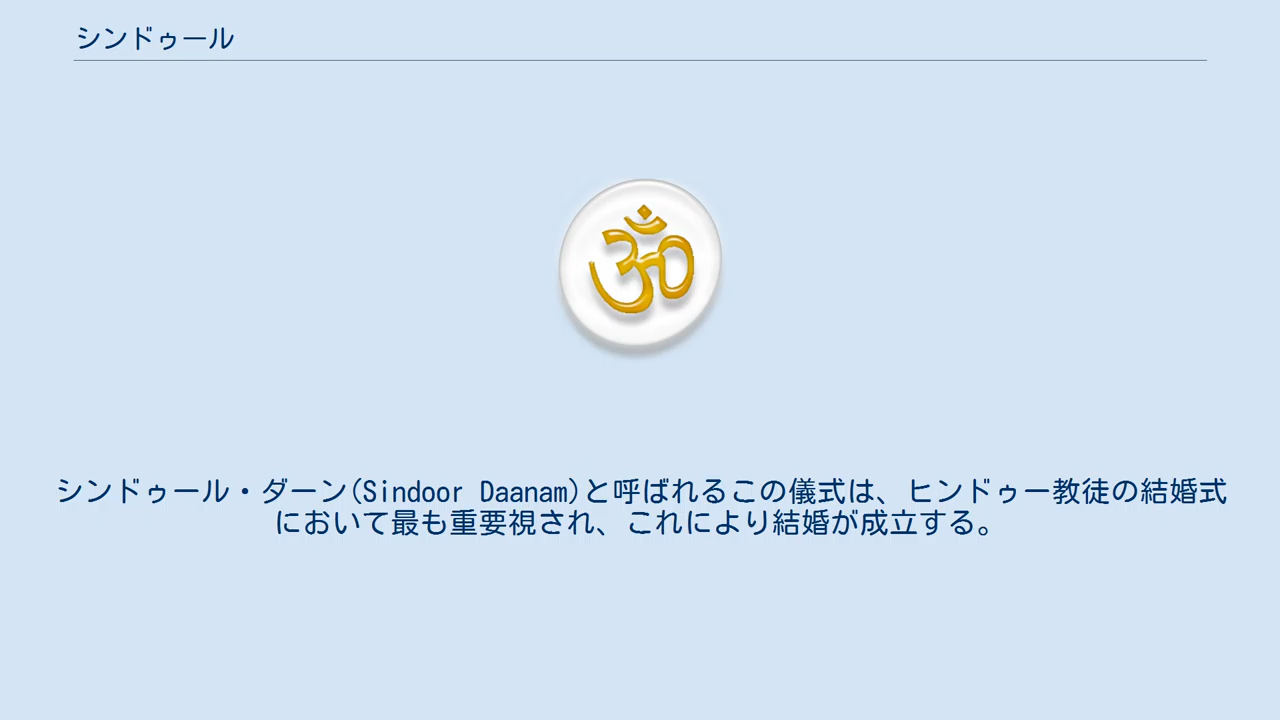 シンドゥール
シンドゥール・ダーン(Sindoor Daanam)と呼ばれるこの儀式は、ヒンドゥー教徒の結婚式
において最も重要視され、これにより結婚が成立する。